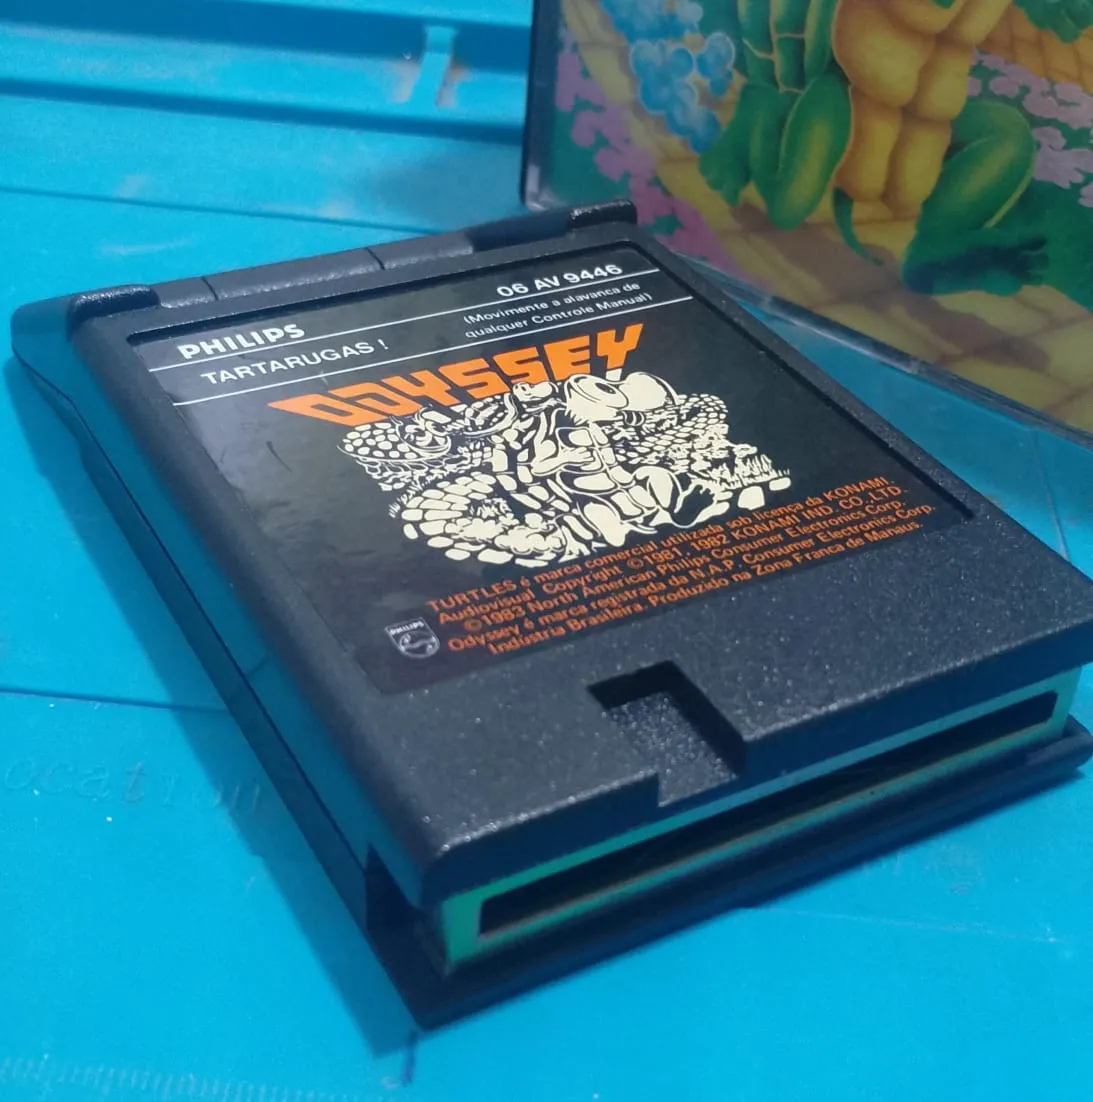 PHILIPS
06 AV 9446
TARTARUGAS !
(Movimente a alavanca de
qualquer Controle Manual)
ODYSSEY
TURTLES é marca comercial utilizada sob licença da KONAMI.
Audiovisual Copyright ©1981, 1982 KONAMI IND. CO., LTD.
©1983 North American Philips Consumer Electronics Corp.
Odyssey é marca registrada da N.A.P. Consumer Electronics Corp.
Indústria Brasileira. Produzido na Zona Franca de Manaus.
PHILIPS